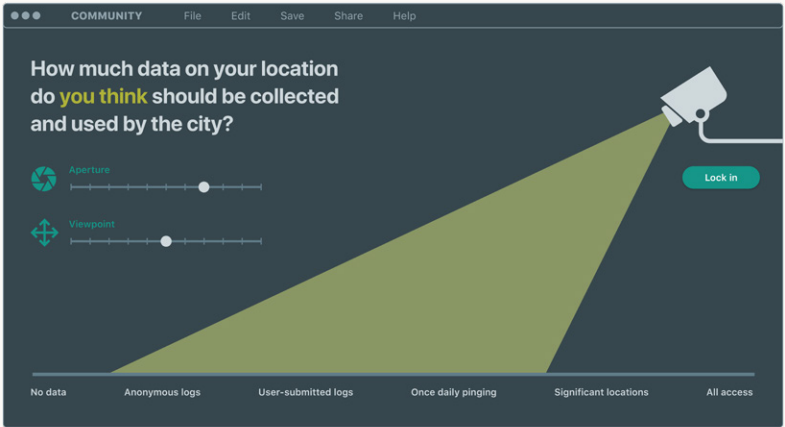 COMMUNITY File Edit Save Share Help
How much data on your location
do you think should be collected
and used by the city?
Aperture
Viewpoint
Lock in
No data Anonymous logs User-submitted logs Once daily pinging Significant locations All access